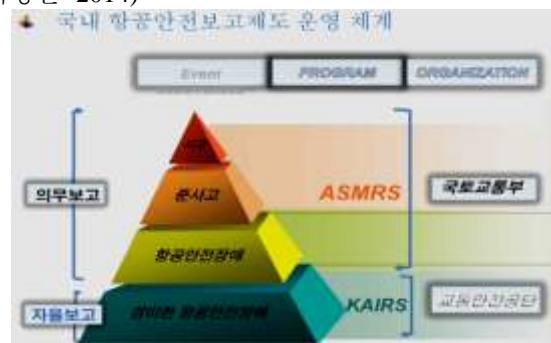 2014)
국내 항공안전보고제도 운영 체계
Event PROGRAM ORGANIZATION
의무보고
준사고
ASMRS
국토교통부
항공안전장애
자율보고
경미한 항공안전장애
KAIRS
교통안전공단